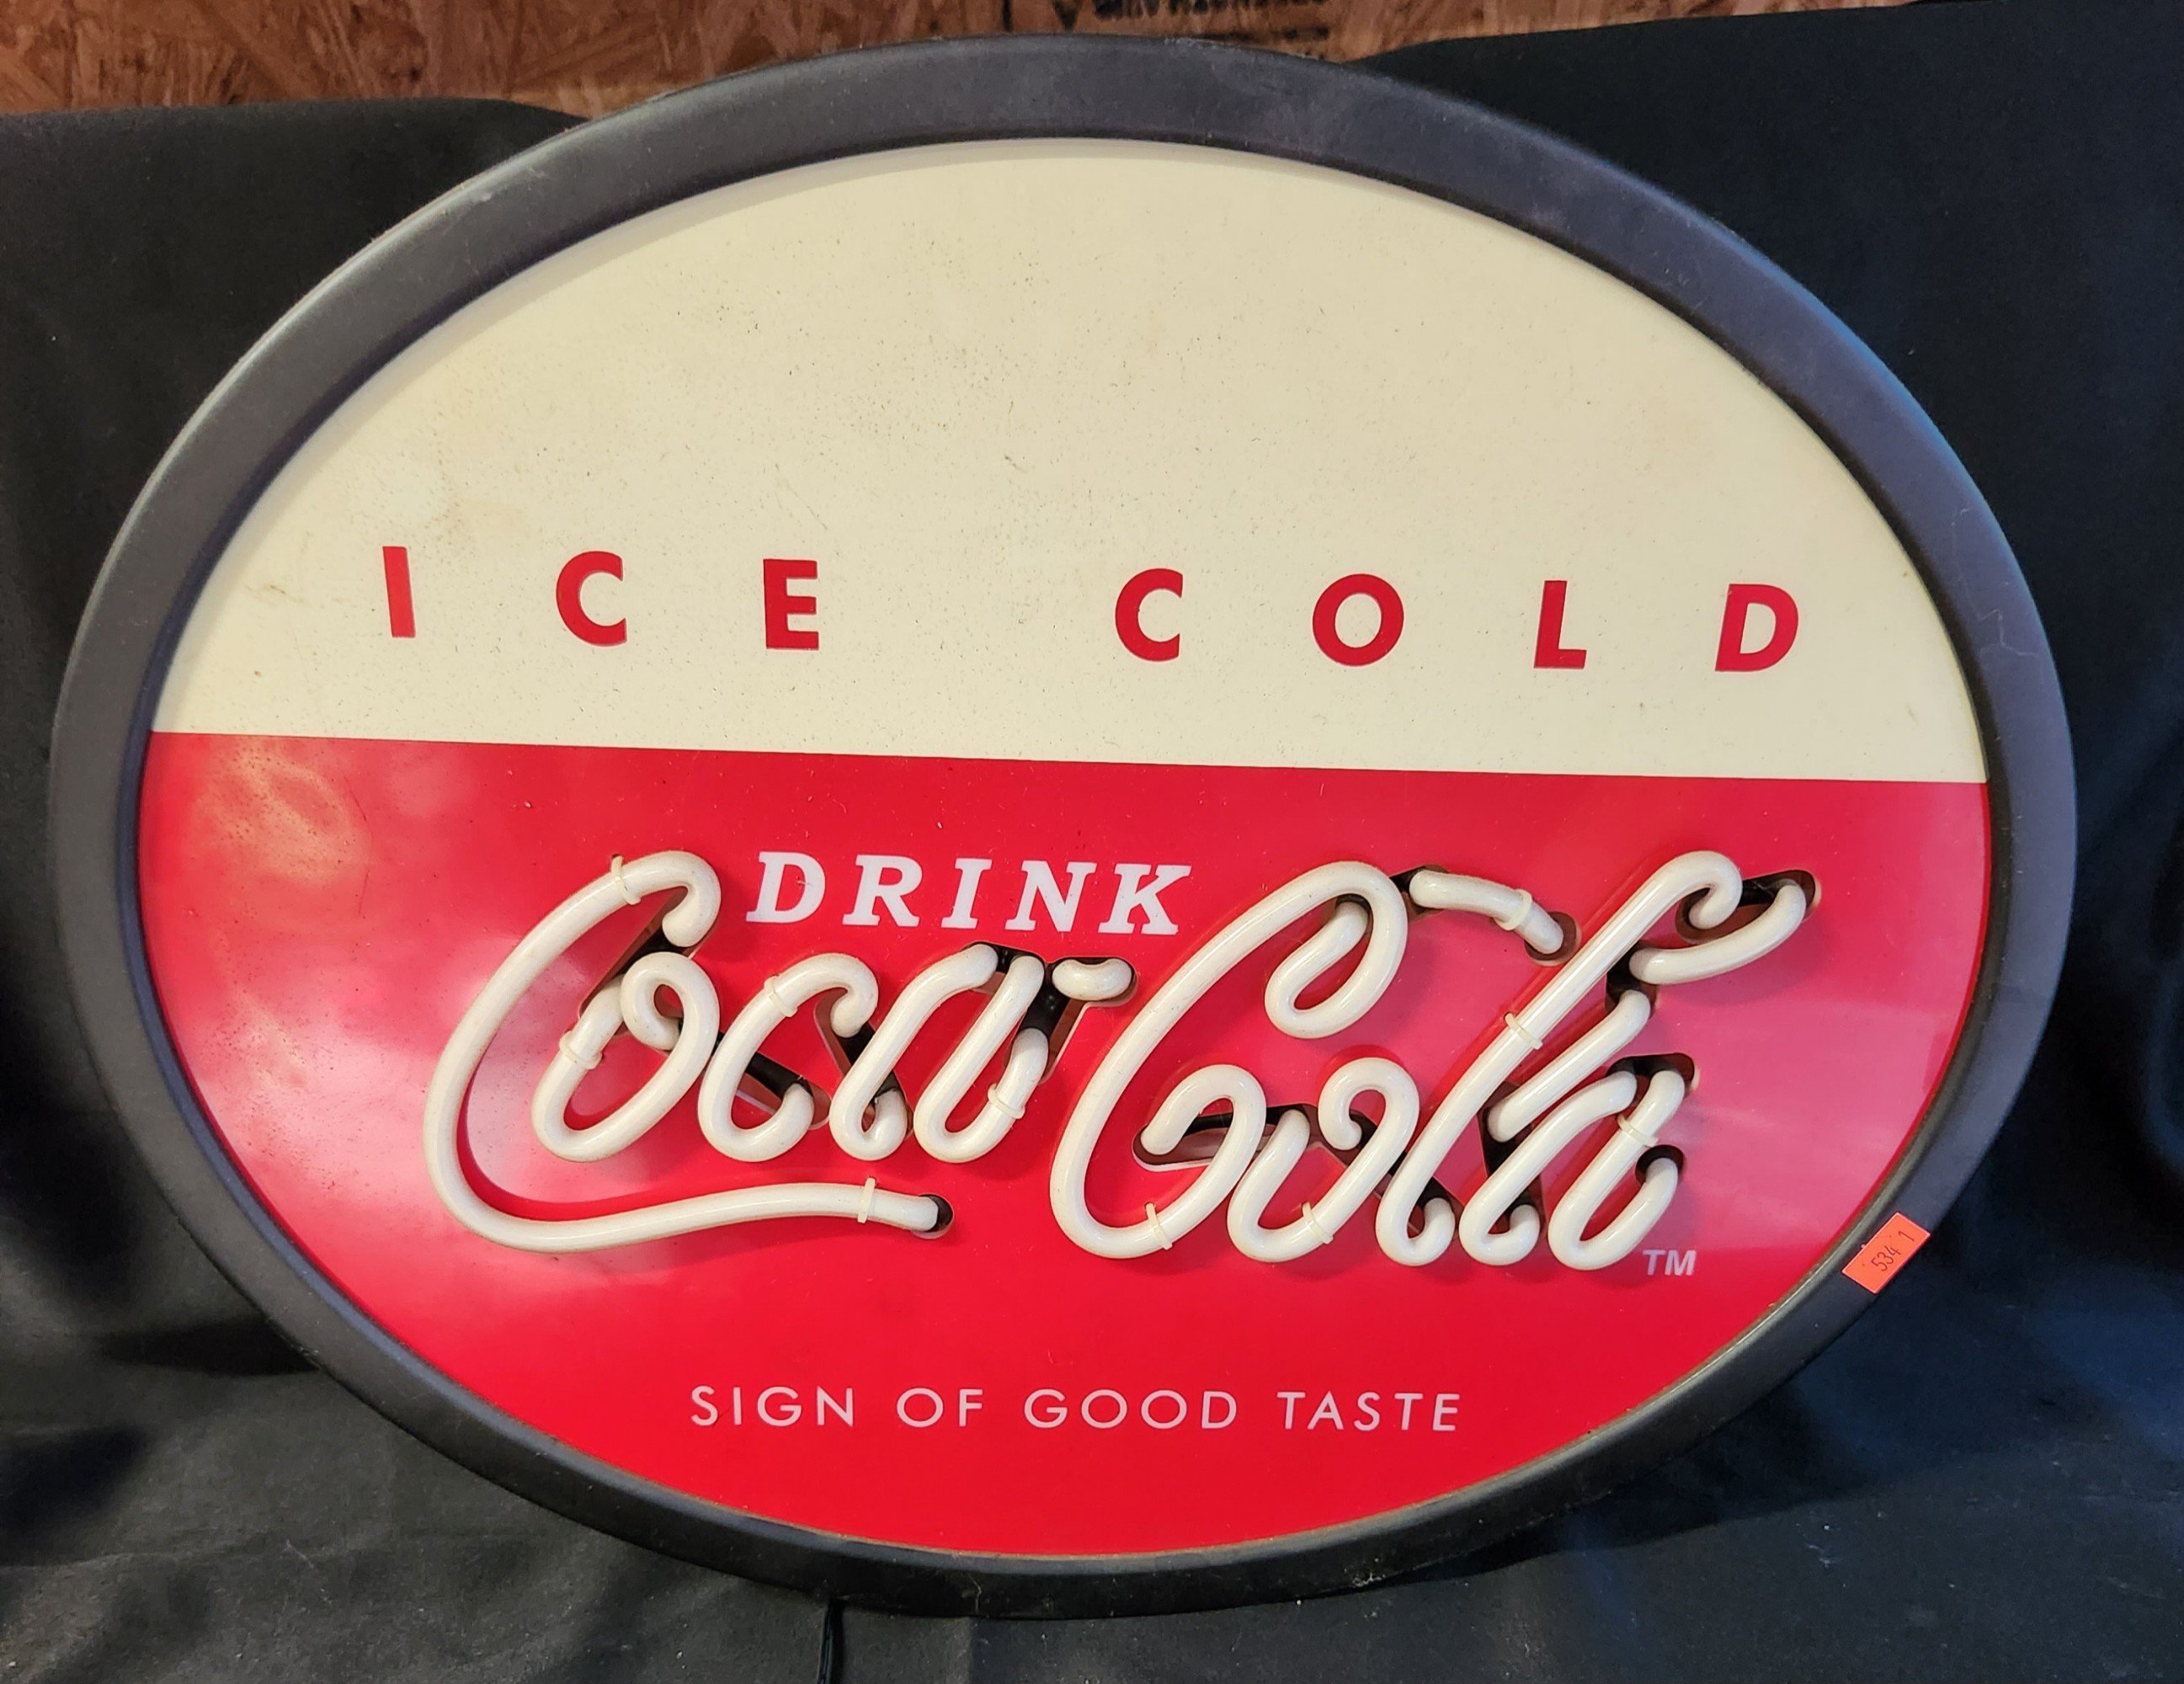 ICE COLD
DRINK
Coca-Cola
TM
SIGN OF GOOD TASTE
534 1